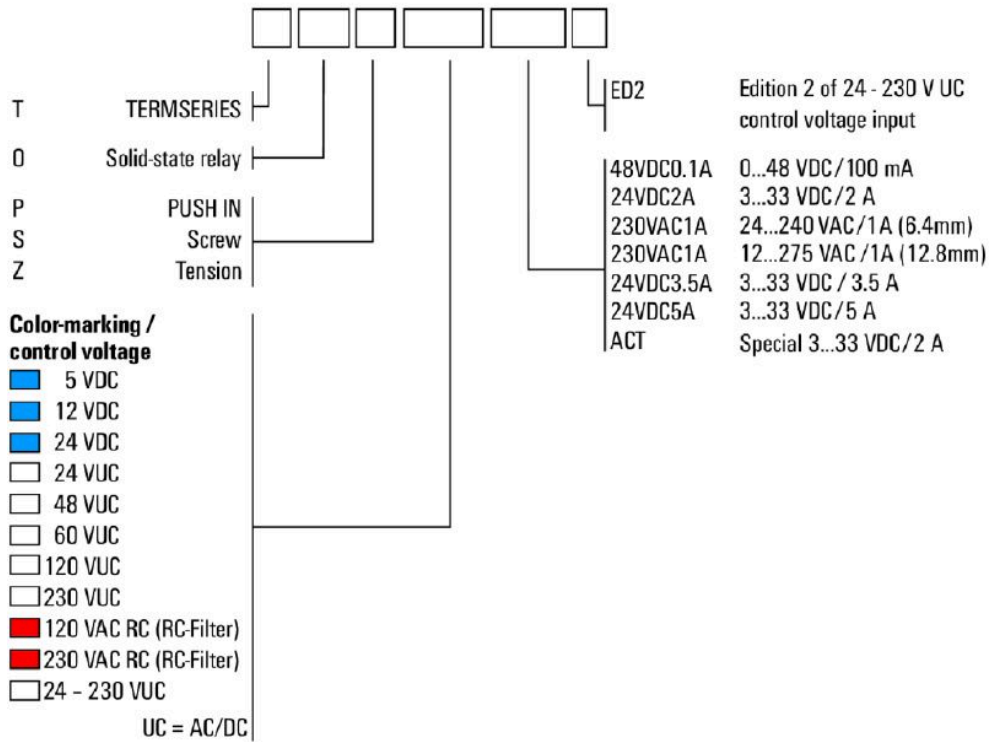 T TERMSERIES
O Solid-state relay
P PUSH IN
S Screw
Z Tension
Color-marking /
control voltage
5 VDC
12 VDC
24 VDC
24 VUC
48 VUC
60 VUC
120 VUC
230 VUC
120 VAC RC (RC-Filter)
230 VAC RC (RC-Filter)
24 – 230 VUC
UC = AC/DC
ED2 Edition 2 of 24 - 230 V UC
control voltage input
48VDC0.1A 0...48 VDC/100 mA
24VDC2A 3...33 VDC/2 A
230VAC1A 24...240 VAC/1A (6.4mm)
230VAC1A 12...275 VAC/1A (12.8mm)
24VDC3.5A 3...33 VDC / 3.5 A
24VDC5A 3...33 VDC/5 A
ACT Special 3...33 VDC/2 A